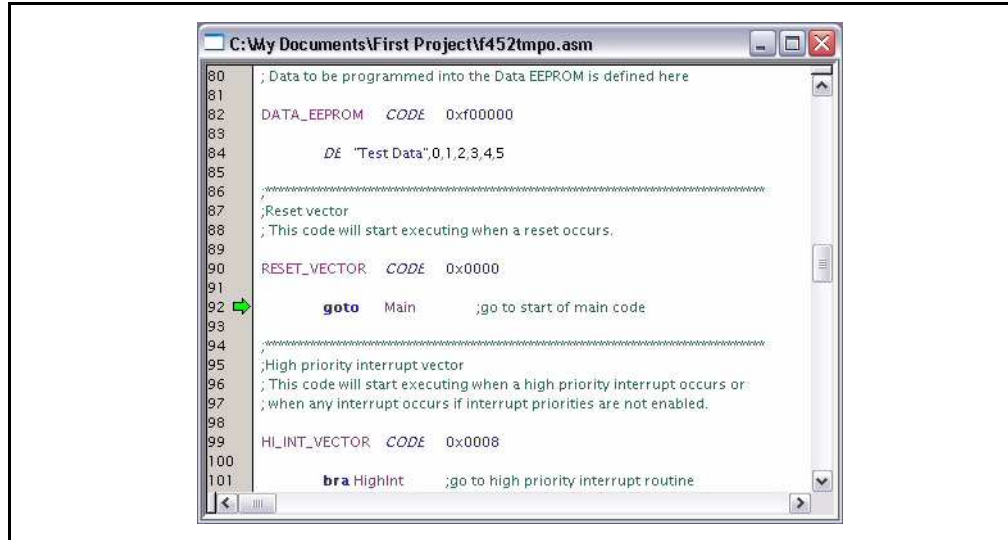 C:\My Documents\First Project\f452tmpo.asm
80 ; Data to be programmed into the Data EEPROM is defined here
81
82 DATA_EEPROM CODE 0xf00000
83
84 DE "Test Data",0,1,2,3,4,5
85
86 ;******************************************************************************
87 ;Reset vector
88 ; This code will start executing when a reset occurs.
89
90 RESET_VECTOR CODE 0x0000
91
92 goto Main ;go to start of main code
93
94 ;******************************************************************************
95 ;High priority interrupt vector
96 ; This code will start executing when a high priority interrupt occurs or
97 ; when any interrupt occurs if interrupt priorities are not enabled.
98
99 HI_INT_VECTOR CODE 0x0008
100
101 bra HighInt ;go to high priority interrupt routine